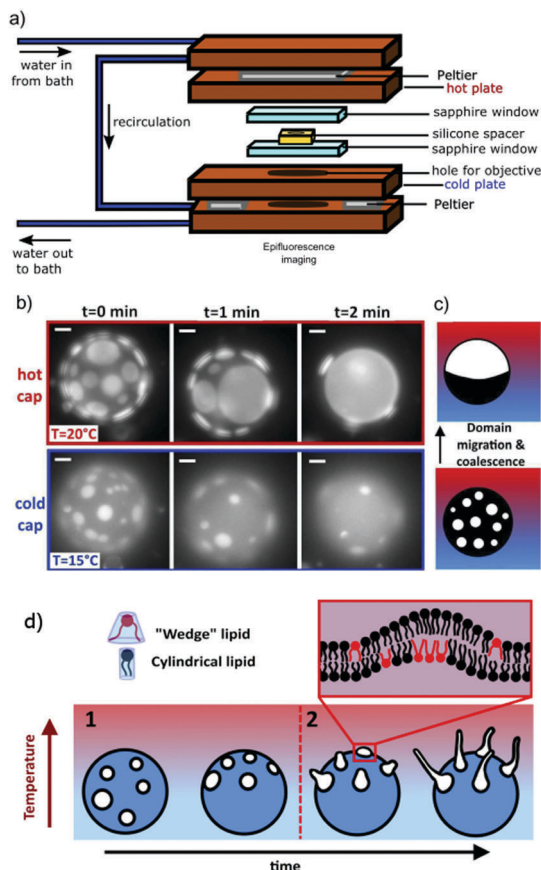 a)
water in
from bath
recirculation
water out
to bath
Peltier
hot plate
sapphire window
silicone spacer
sapphire window
hole for objective
cold plate
Peltier
Epifluorescence
imaging
b)
t=0 min t=1 min t=2 min
hot
cap
T=20°C
cold
cap
T=15°C
c)
Domain
migration &
coalescence
d)
"Wedge" lipid
Cylindrical lipid
Temperature
1
2
time